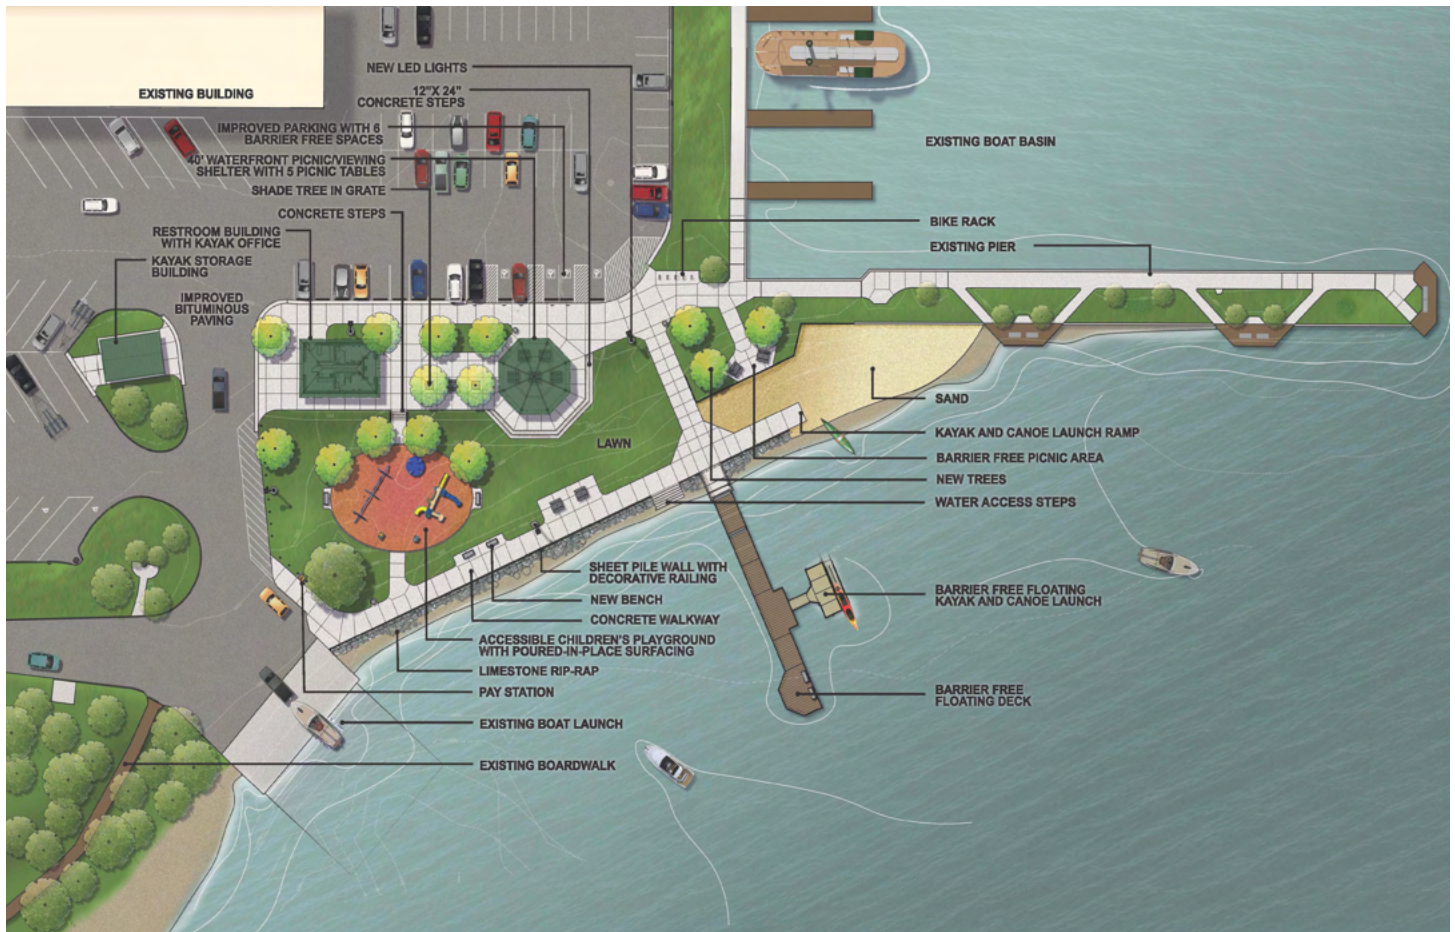 EXISTING BUILDING
NEW LED LIGHTS
12"X 24"
CONCRETE STEPS
IMPROVED PARKING WITH 6
BARRIER FREE SPACES
40' WATERFRONT PICNIC/VIEWING
SHELTER WITH 5 PICNIC TABLES
SHADE TREE IN GRATE
CONCRETE STEPS
RESTROOM BUILDING
WITH KAYAK OFFICE
KAYAK STORAGE
BUILDING
IMPROVED
BITUMINOUS
PAVING
EXISTING BOAT BASIN
BIKE RACK
EXISTING PIER
SAND
KAYAK AND CANOE LAUNCH RAMP
BARRIER FREE PICNIC AREA
NEW TREES
WATER ACCESS STEPS
LAWN
SHEET PILE WALL WITH
DECORATIVE RAILING
NEW BENCH
CONCRETE WALKWAY
ACCESSIBLE CHILDREN'S PLAYGROUND
WITH POURED-IN-PLACE SURFACING
LIMESTONE RIP-RAP
PAY STATION
EXISTING BOAT LAUNCH
EXISTING BOARDWALK
BARRIER FREE FLOATING
KAYAK AND CANOE LAUNCH
BARRIER FREE
FLOATING DECK